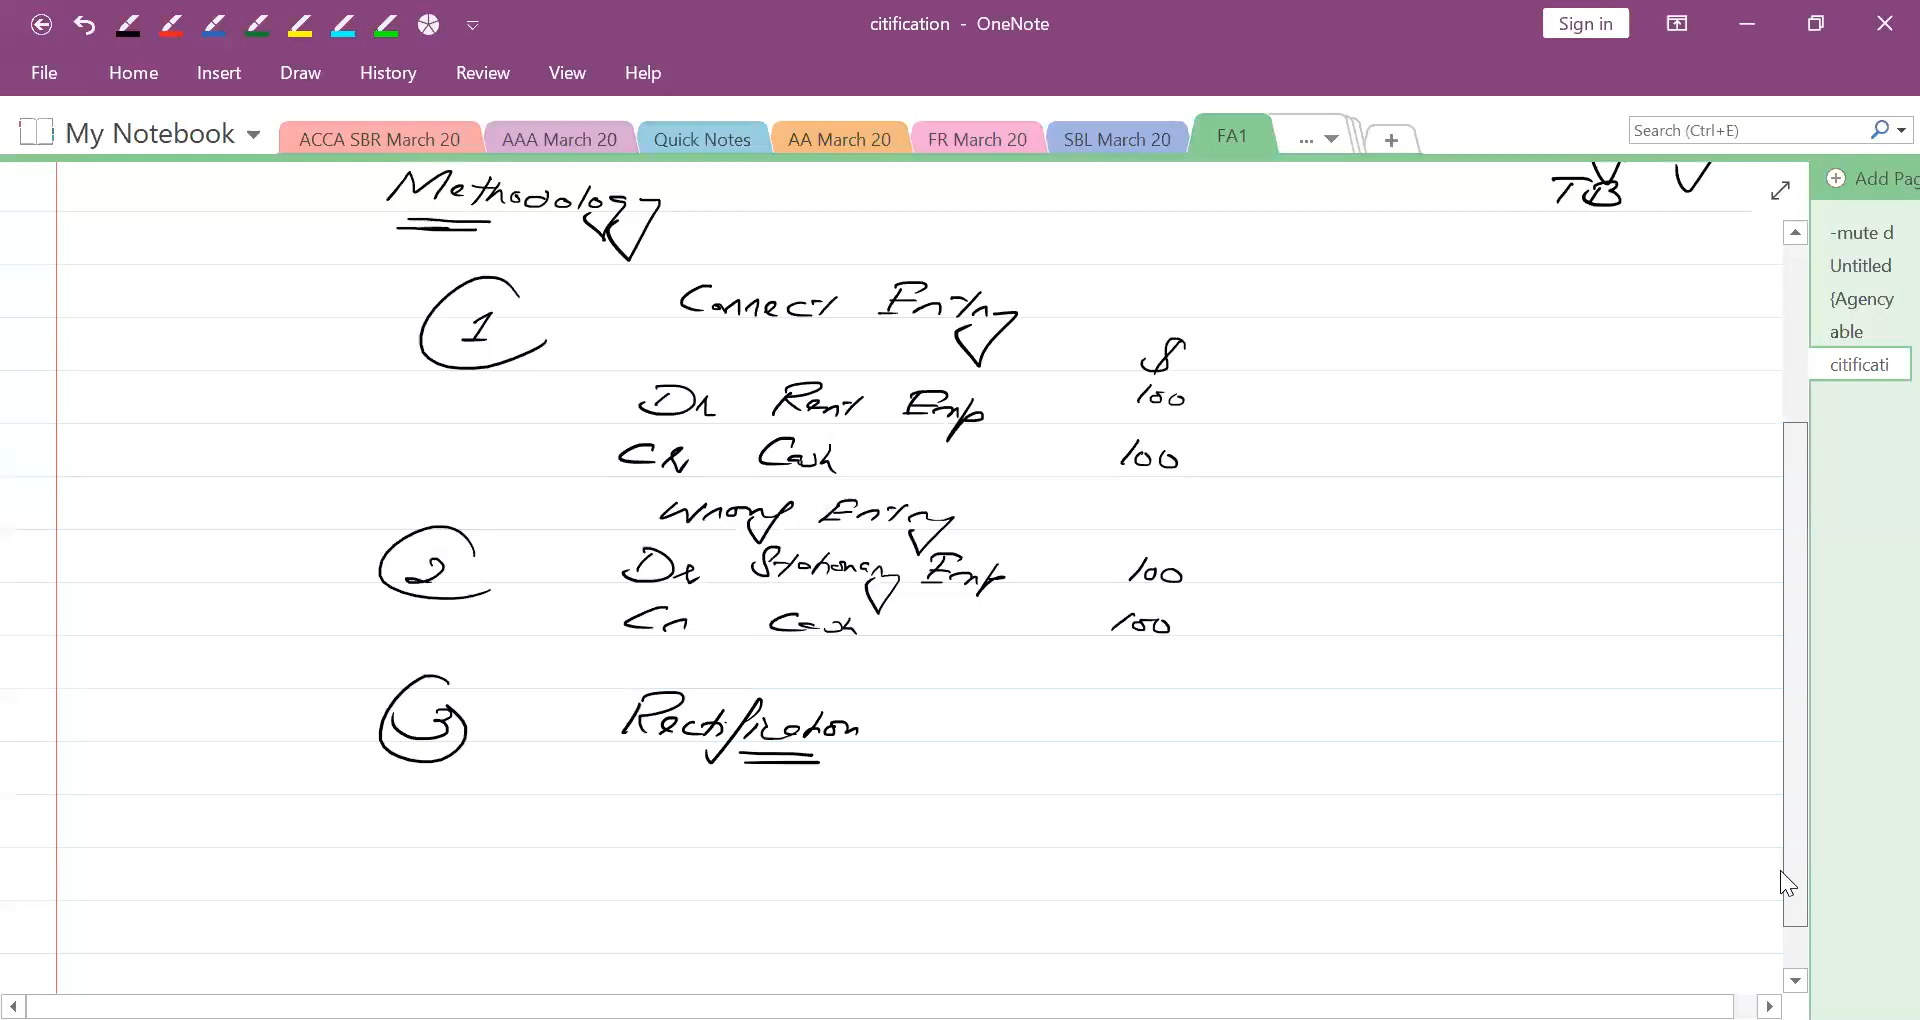 citification - OneNote
Sign in
File Home Insert Draw History Review View Help
My Notebook
ACCA SBR March 20
AAA March 20
Quick Notes
AA March 20
FR March 20
SBL March 20
FA1
...
Search (Ctrl+E)
Add Pag
-mute d
Untitled
{Agency
able
citificati
Methodology
TB
1 Correct Entry
$
Dr Rent Exp 100
CR Cash 100
Wrong Entry
2 Dr Stationary Exp 100
Cr Cash 100
3 Rectification